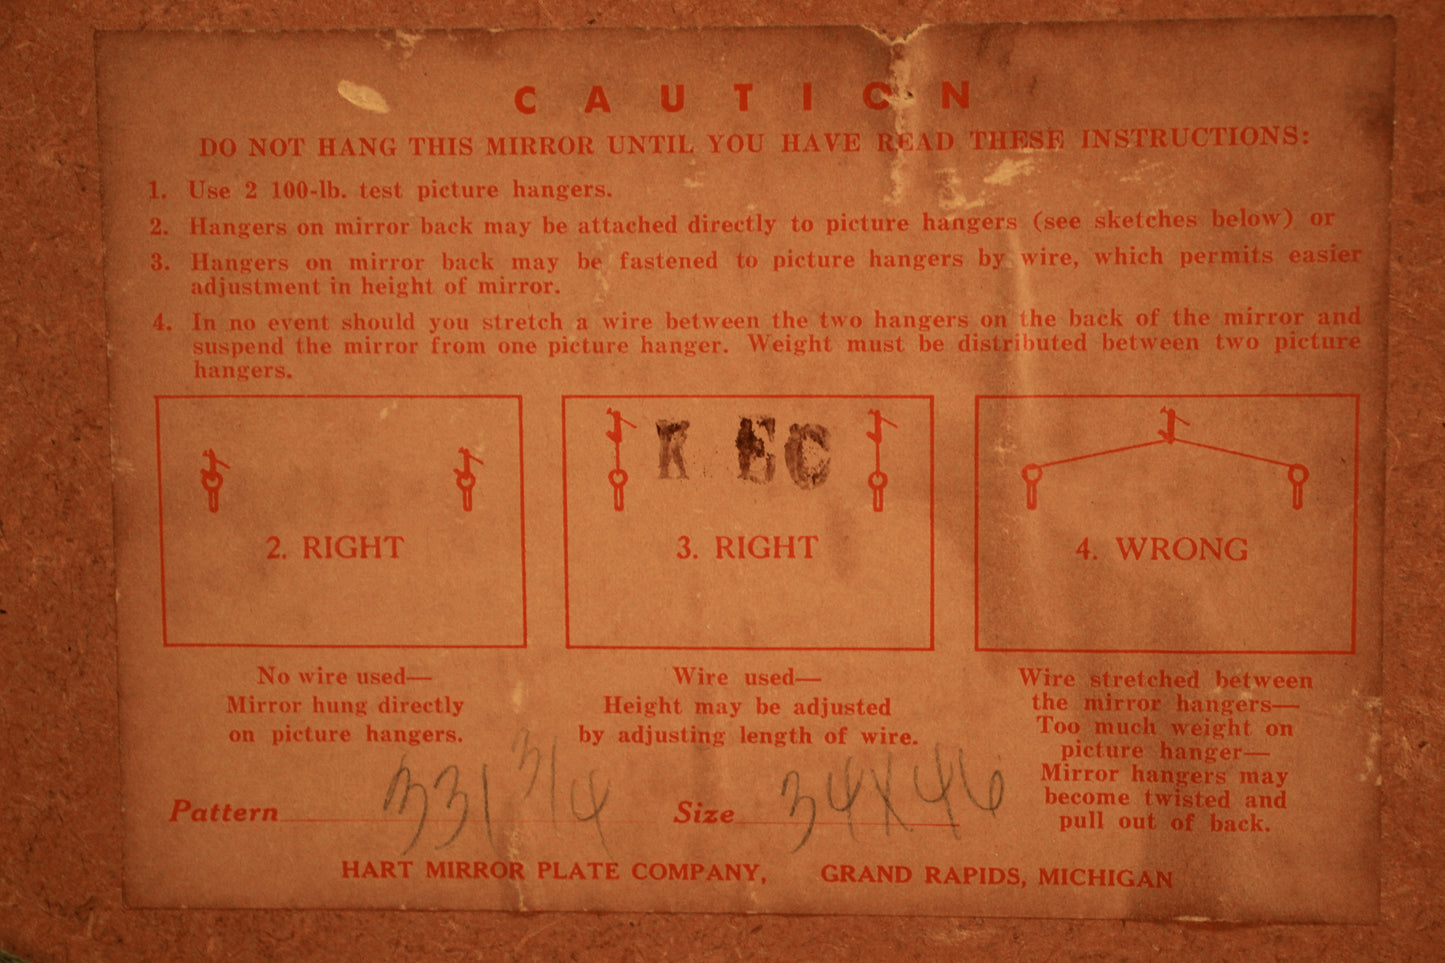 CAUTION
DO NOT HANG THIS MIRROR UNTIL YOU HAVE READ THESE INSTRUCTIONS:
1. Use 2 100-lb. test picture hangers.
2. Hangers on mirror back may be attached directly to picture hangers (see sketches below) or
3. Hangers on mirror back may be fastened to picture hangers by wire, which permits easier
adjustment in height of mirror.
4. In no event should you stretch a wire between the two hangers on the back of the mirror and
suspend the mirror from one picture hanger. Weight must be distributed between two picture
hangers.
K EC
2. RIGHT
3. RIGHT
4. WRONG
No wire used—
Mirror hung directly
on picture hangers.
Wire used—
Height may be adjusted
by adjusting length of wire.
Wire stretched between
the mirror hangers—
Too much weight on
picture hanger—
Mirror hangers may
become twisted and
pull out of back.
Pattern 331 3/4
Size 34X46
HART MIRROR PLATE COMPANY, GRAND RAPIDS, MICHIGAN